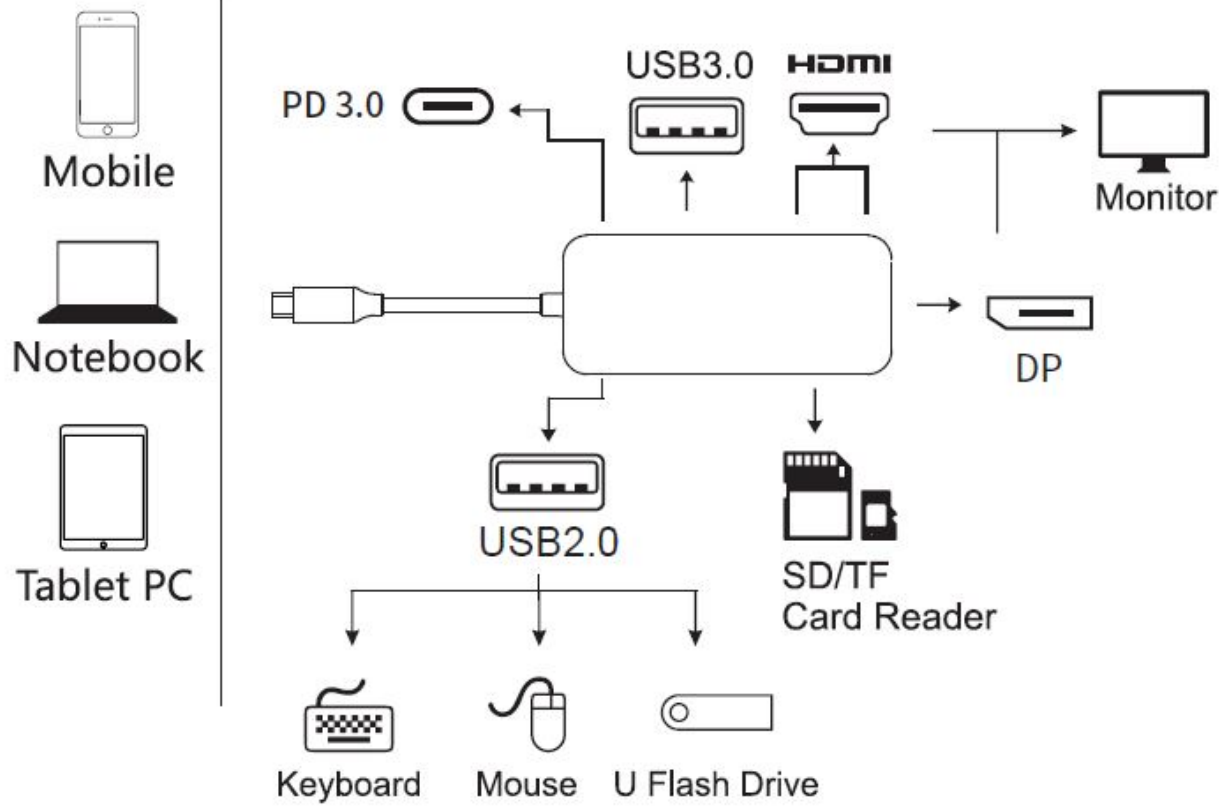 Mobile
Notebook
Tablet PC
PD 3.0
USB3.0
HDMI
Monitor
DP
USB2.0
SD/TF
Card Reader
Keyboard
Mouse
U Flash Drive